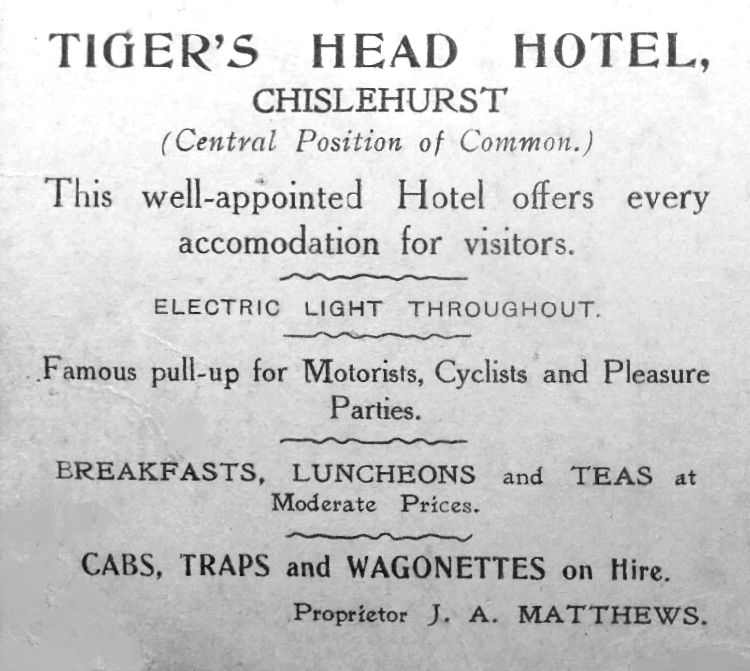 TIGER'S HEAD HOTEL,
CHISLEHURST
(Central Position of Common.)
This well-appointed Hotel offers every
accomodation for visitors.
ELECTRIC LIGHT THROUGHOUT.
Famous pull-up for Motorists, Cyclists and Pleasure
Parties.
BREAKFASTS, LUNCHEONS and TEAS at
Moderate Prices.
CABS, TRAPS and WAGONETTES on Hire.
Proprietor J. A. MATTHEWS.